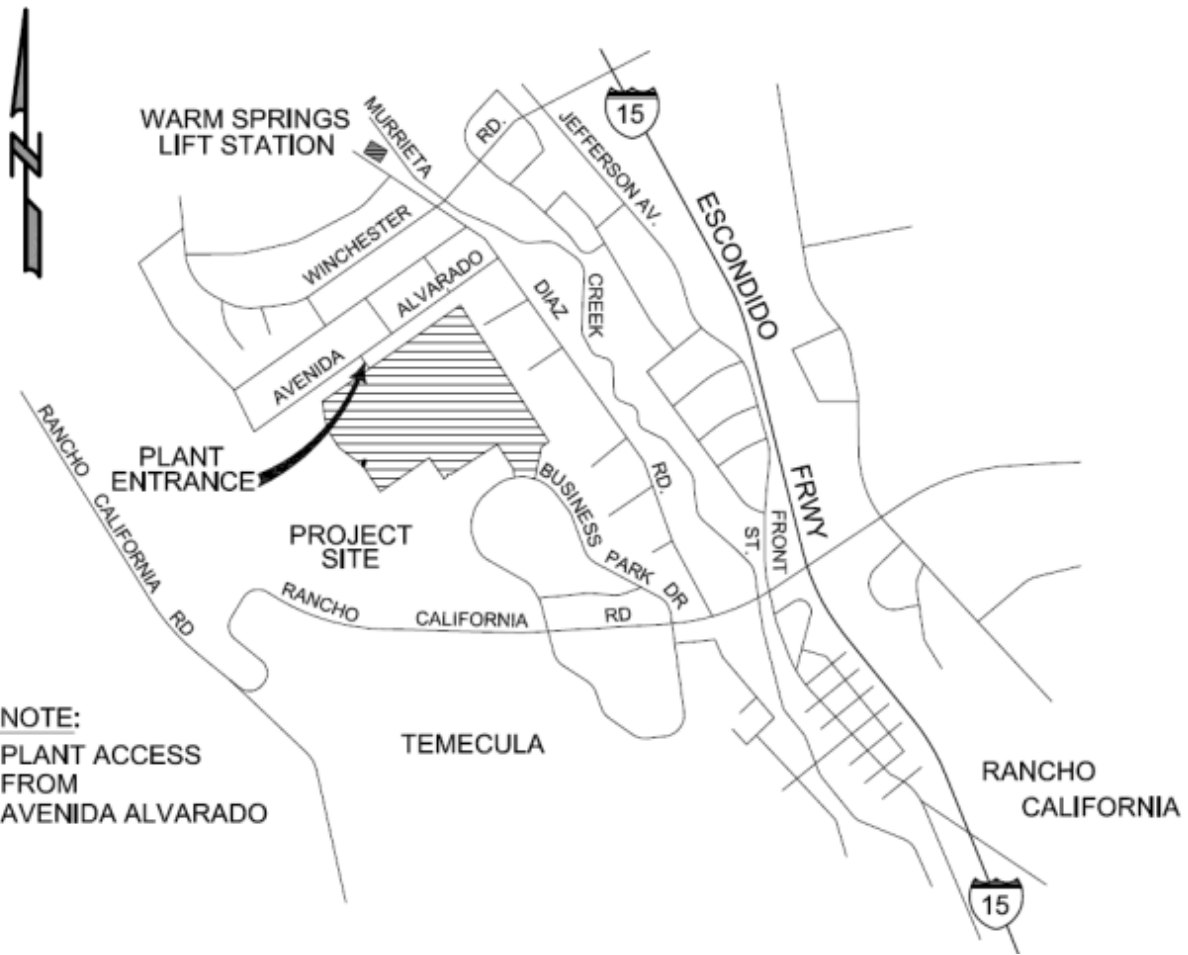 N
15
WARM SPRINGS
LIFT STATION
MURRIETA
RD.
JEFFERSON AV.
ESCONDIDO
WINCHESTER
ALVARADO
DIAZ
CREEK
AVENIDA
RANCHO
CALIFORNIA
RD
PLANT
ENTRANCE
BUSINESS
PARK
DR
RD.
FRWY
FRONT
ST.
PROJECT
SITE
RANCHO
CALIFORNIA
RD
NOTE:
PLANT ACCESS
FROM
AVENIDA ALVARADO
TEMECULA
RANCHO
CALIFORNIA
15